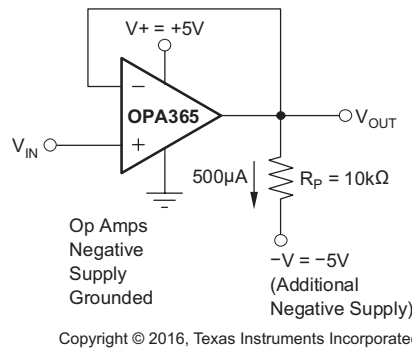 V+ = +5V
−
OPA365
+
V_IN
V_OUT
500µA
R_P = 10kΩ
Op Amps
Negative
Supply
Grounded
−V = −5V
(Additional
Negative Supply)
Copyright © 2016, Texas Instruments Incorporate